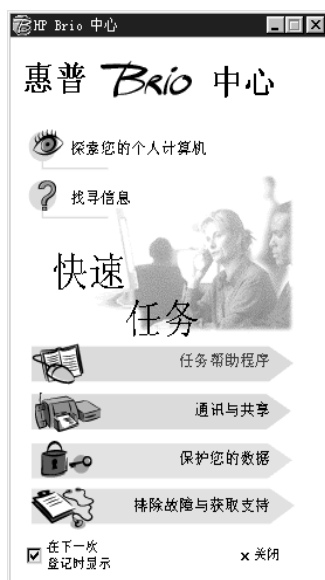 HP Brio 中心
惠普 Brio 中心
探索您的个人计算机
找寻信息
快速
任务
任务帮助程序
通讯与共享
保护您的数据
排除故障与获取支持
在下一次
登记时显示
× 关闭